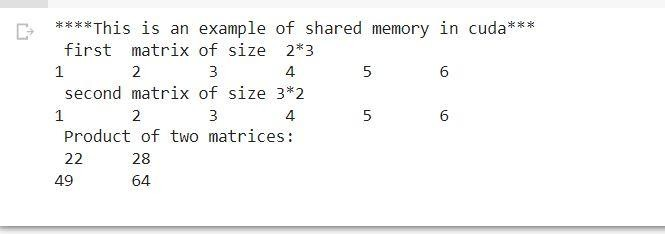 ****This is an example of shared memory in cuda***
first matrix of size 2*3
1 2 3 4 5 6
second matrix of size 3*2
1 2 3 4 5 6
Product of two matrices:
22 28
49 64